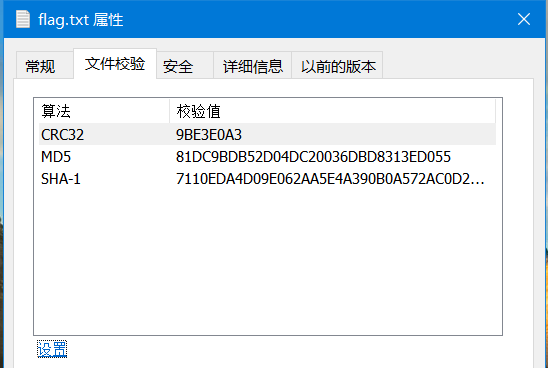 flag.txt 属性
常规 文件校验 安全 详细信息 以前的版本
算法 校验值
CRC32 9BE3E0A3
MD5 81DC9BDB52D04DC20036DBD8313ED055
SHA-1 7110EDA4D09E062AA5E4A390B0A572AC0D2...
设置